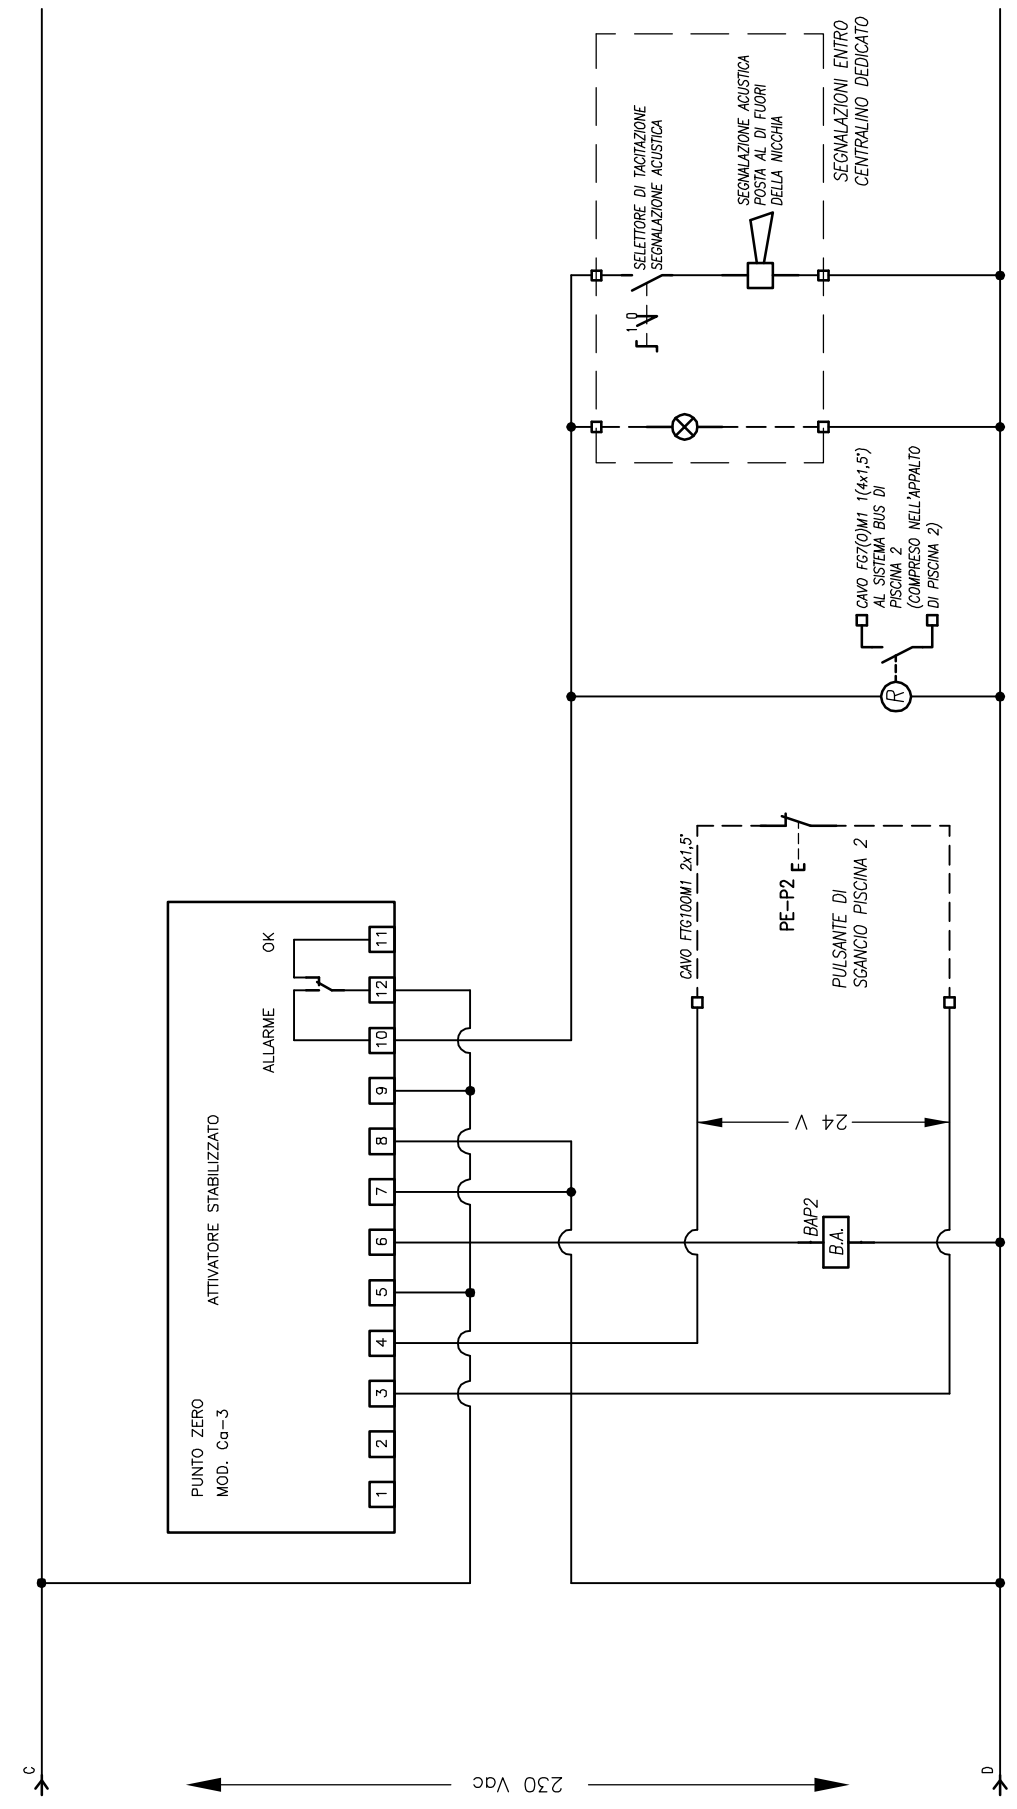 C
D
230 Vac
PUNTO ZERO
MOD. Ca-3
ATTIVATORE STABILIZZATO
ALLARME
OK
1
2
3
4
5
6
7
8
9
10
12
11
BAP2
B.A.
24 V
CAVO FTG10OM1 2x1,5"
PE-P2
E
PULSANTE DI
SGANCIO PISCINA 2
R
CAVO FG7(O)M1 1(4x1,5")
AL SISTEMA BUS DI
PISCINA 2
(COMPRESO NELL'APPALTO
DI PISCINA 2)
1 0
SELETTORE DI TACITAZIONE
SEGNALAZIONE ACUSTICA
SEGNALAZIONE ACUSTICA
POSTA AL DI FUORI
DELLA NICCHIA
SEGNALAZIONI ENTRO
CENTRALINO DEDICATO